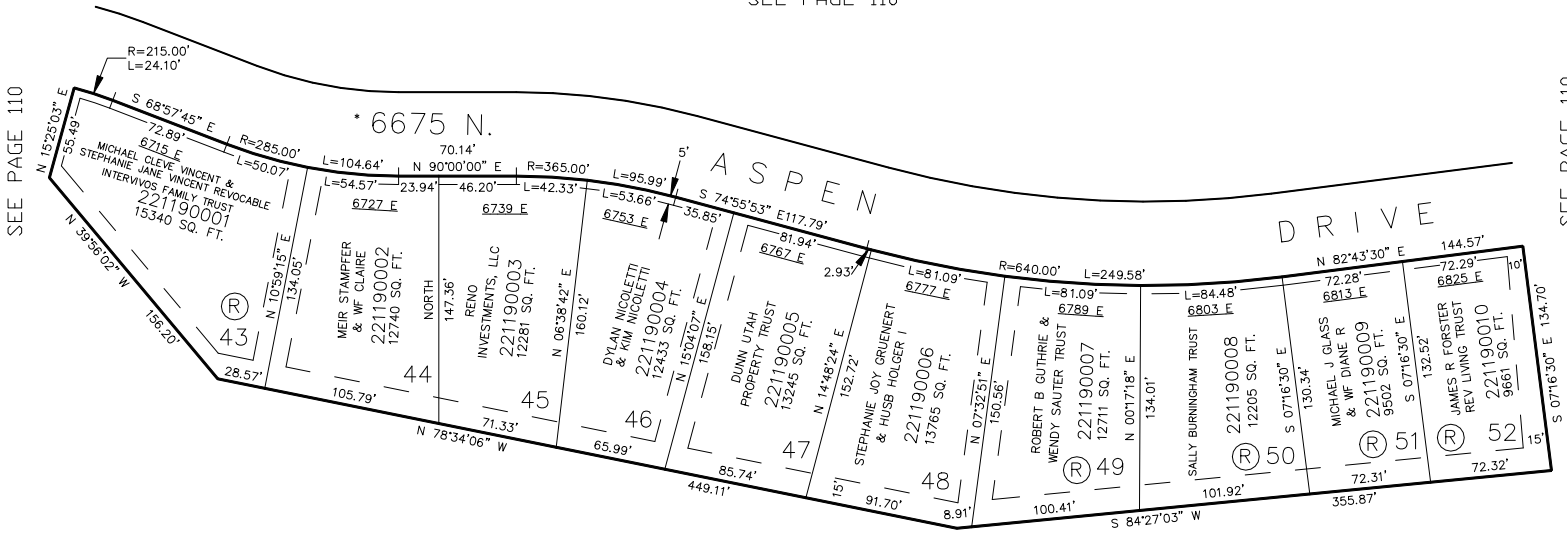 SEE PAGE 110
SEE PAGE 110
SEE PAGE 110
R=215.00'
L=24.10'
* 6675 N.
ASPEN
DRIVE
N 15°25'03" E
55.49'
S 68°57'45" E
72.89'
6715 E
MICHAEL CLEVE VINCENT &
STEPHANIE JANE VINCENT REVOCABLE
INTERVIVOS FAMILY TRUST
221190001
15340 SQ. FT.
R=285.00'
L=50.07'
N 39°56'02" W
156.20'
R
43
28.57'
N 10°59'15" E
134.05'
L=104.64'
L=54.57'
6727 E
MEIR STAMPFER
& WF CLAIRE
221190002
12740 SQ. FT.
44
105.79'
70.14'
N 90°00'00" E
23.94'
46.20'
NORTH
147.36'
6739 E
RENO
INVESTMENTS, LLC
221190003
12281 SQ. FT.
45
71.33'
N 78°34'06" W
R=365.00'
L=42.33'
N 06°38'42" E
160.12'
L=95.99'
L=53.66'
5'
6753 E
DYLAN NICOLETTI
& KIM NICOLETTI
221190004
12433 SQ. FT.
46
65.99'
35.85'
S 74°55'53" E
117.79'
81.94'
N 15°04'07" E
158.15'
6767 E
DUNN UTAH
PROPERTY TRUST
221190005
13245 SQ. FT.
47
85.74'
449.11'
2.93'
N 14°48'24" E
152.72'
L=81.09'
6777 E
STEPHANIE JOY GRUENERT
& HUSB HOLGER I
221190006
13765 SQ. FT.
48
15'
91.70'
8.91'
N 07°32'51" E
150.56'
R=640.00'
L=249.58'
L=81.09'
6789 E
ROBERT B GUTHRIE &
WENDY SAUTER TRUST
221190007
12711 SQ. FT.
R
49
100.41'
N 00°17'18" E
134.01'
L=84.48'
6803 E
SALLY BURNINGHAM TRUST
221190008
12205 SQ. FT.
R
50
101.92'
S 84°27'03" W
S 07°16'30" E
130.34'
N 82°43'30" E
144.57'
72.28'
6813 E
MICHAEL J GLASS
& WF DIANE R
221190009
9502 SQ. FT.
R
51
72.31'
355.87'
S 07°16'30" E
132.52'
72.29'
6825 E
10'
JAMES R FORSTER
REV LIVING TRUST
221190010
9661 SQ. FT.
R
52
15'
72.32'
S 07°16'30" E 134.70'